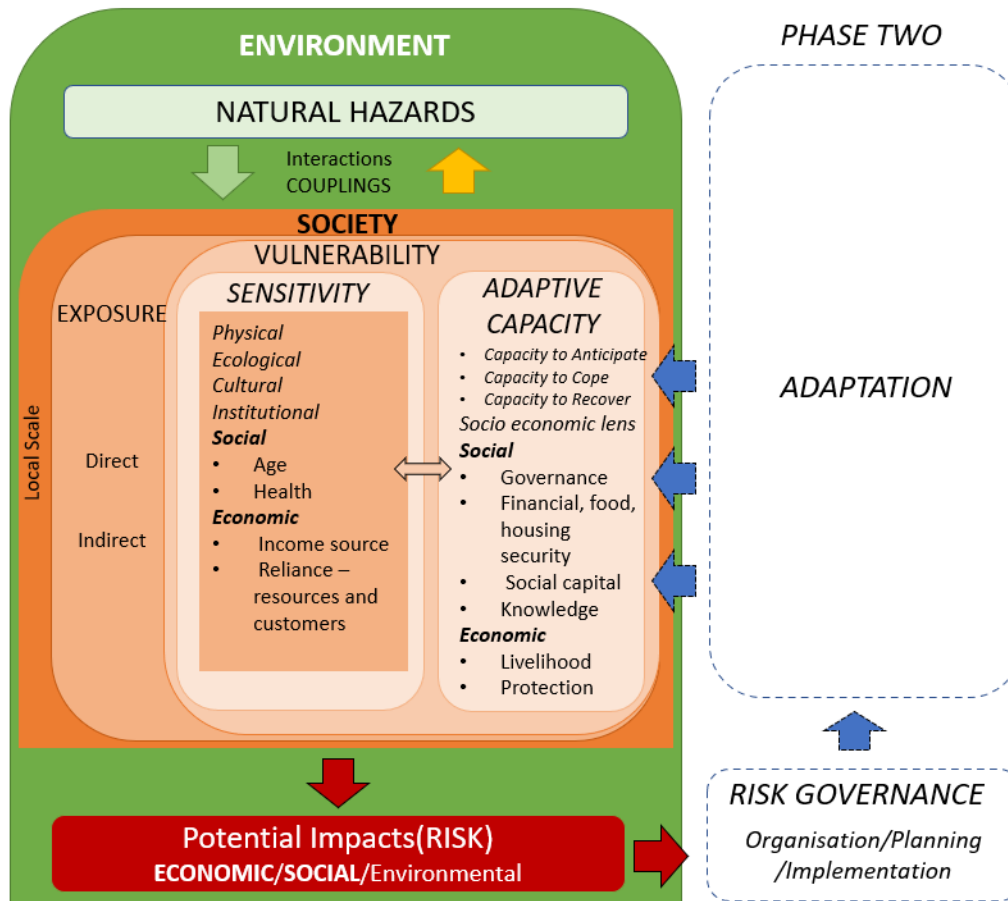 ENVIRONMENT
NATURAL HAZARDS
Interactions
COUPLINGS
SOCIETY
VULNERABILITY
Local Scale
EXPOSURE
Direct
Indirect
SENSITIVITY
Physical
Ecological
Cultural
Institutional
Social
• Age
• Health
Economic
• Income source
• Reliance –
resources and
customers
ADAPTIVE
CAPACITY
• Capacity to Anticipate
• Capacity to Cope
• Capacity to Recover
Socio economic lens
Social
• Governance
• Financial, food,
housing
security
• Social capital
• Knowledge
Economic
• Livelihood
• Protection
Potential Impacts(RISK)
ECONOMIC/SOCIAL/Environmental
PHASE TWO
ADAPTATION
RISK GOVERNANCE
Organisation/Planning
/Implementation